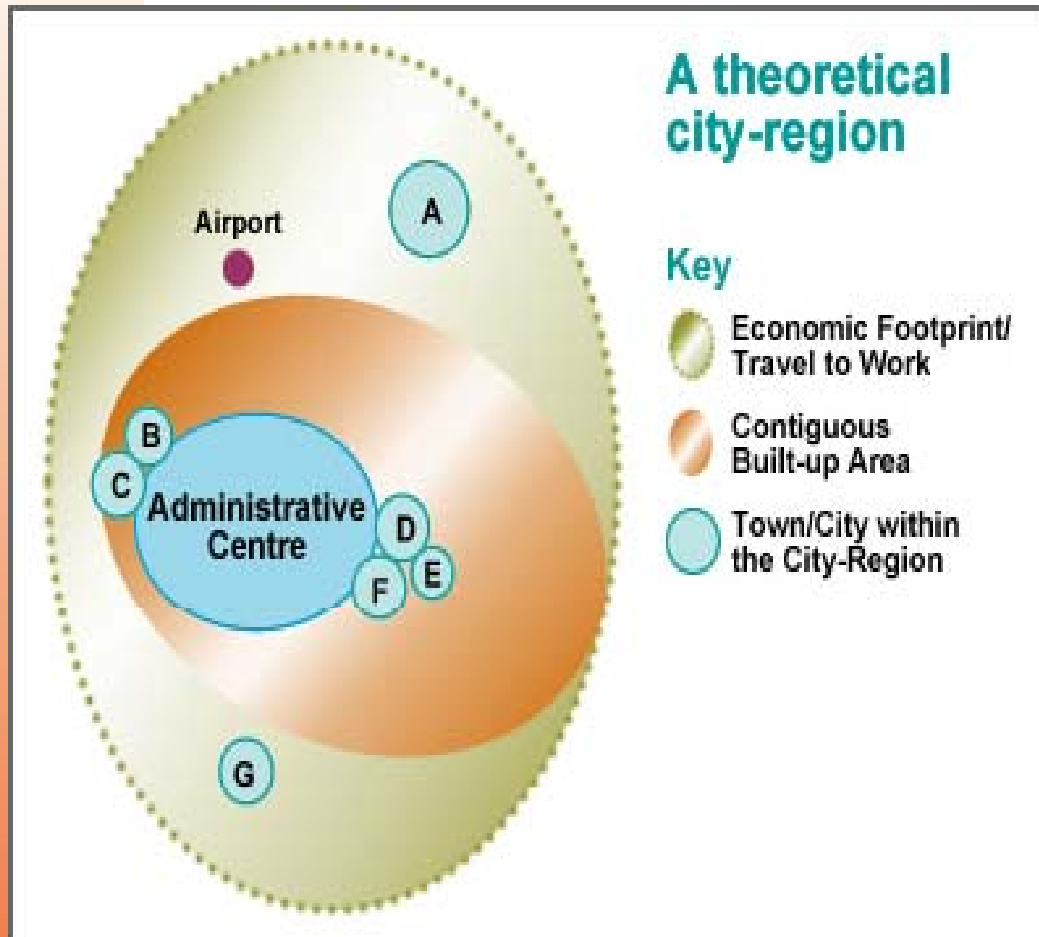 A theoretical
city-region
Airport
A
Key
Economic Footprint/
Travel to Work
Contiguous
Built-up Area
Town/City within
the City-Region
B
C
Administrative
Centre
D
E
F
G